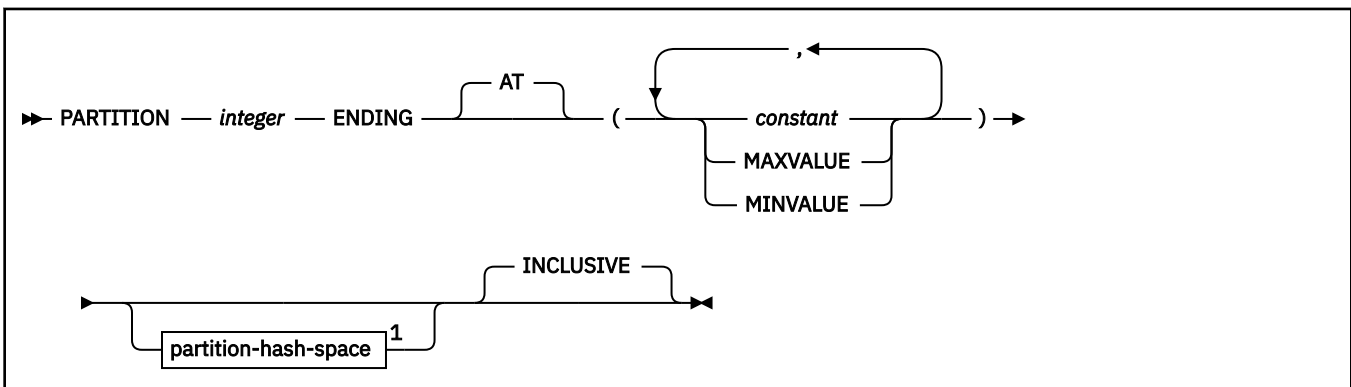 ,
AT
PARTITION integer ENDING ( constant )
MAXVALUE
MINVALUE
INCLUSIVE
partition-hash-space 1